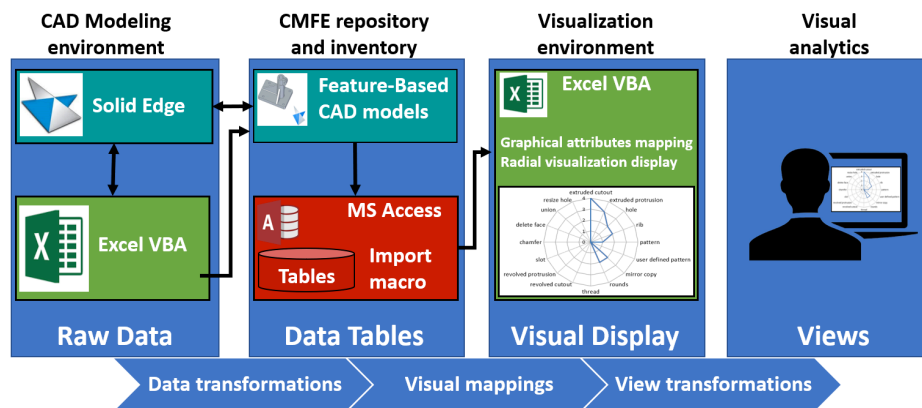 CAD Modeling
environment
CMFE repository
and inventory
Visualization
environment
Visual
analytics
Solid Edge
Excel VBA
Raw Data
Feature-Based
CAD models
MS Access
A
Tables
Import
macro
Data Tables
X
Excel VBA
Graphical attributes mapping
Radial visualization display
extruded cutout
resize hole
extruded protrusion
union
hole
delete face
rib
chamfer
pattern
slot
user defined pattern
revolved protrusion
mirror copy
revolved cutout
rounds
thread
Visual Display
Views
Data transformations
Visual mappings
View transformations